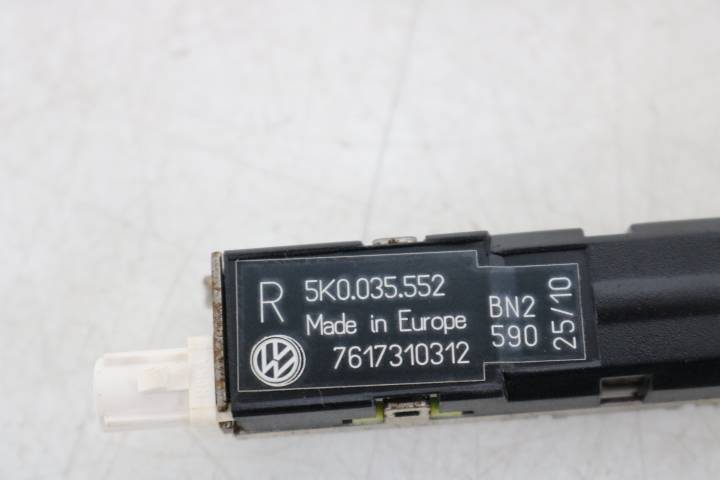 R 5K0.035.552
Made in Europe
7617310312
BN2
590
25/10